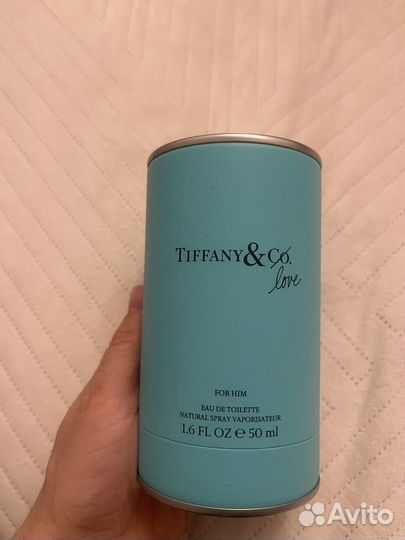 TIFFANY & Co.
love
FOR HIM
EAU DE TOILETTE
NATURAL SPRAY VAPORISATEUR
1.6 FL OZ ℮ 50 ml
Avito